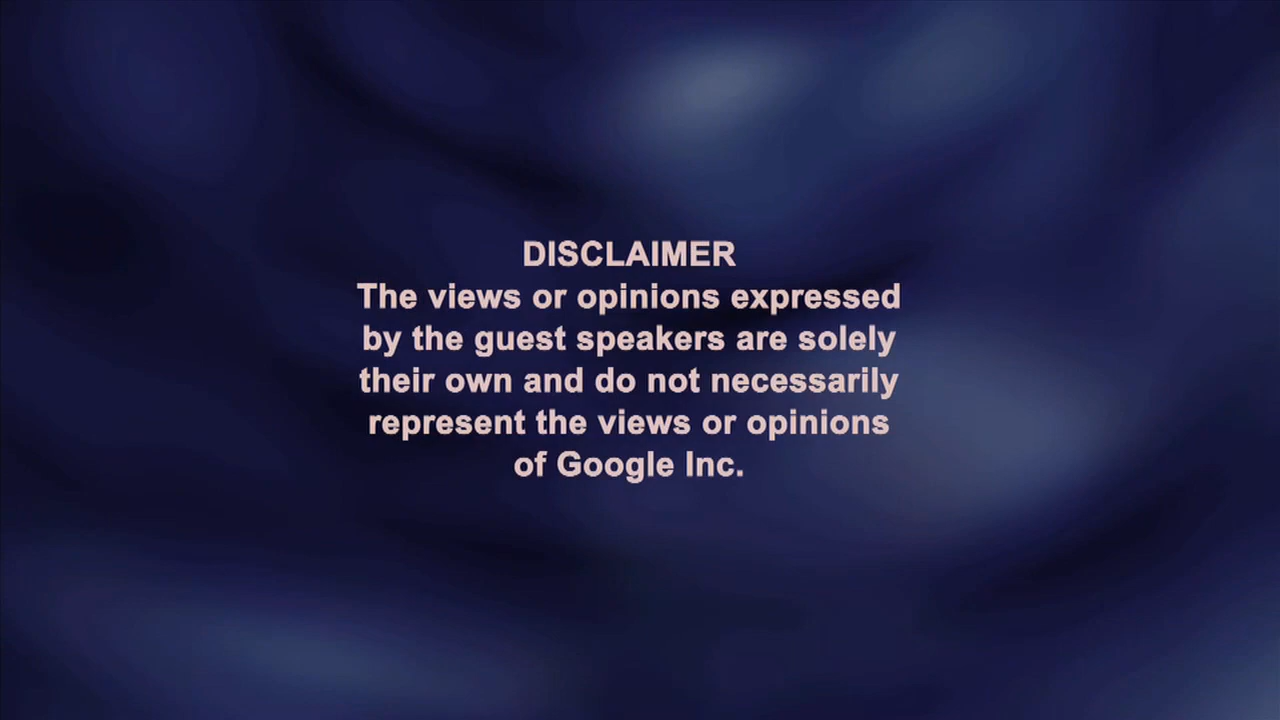 DISCLAIMER
The views or opinions expressed
by the guest speakers are solely
their own and do not necessarily
represent the views or opinions
of Google Inc.